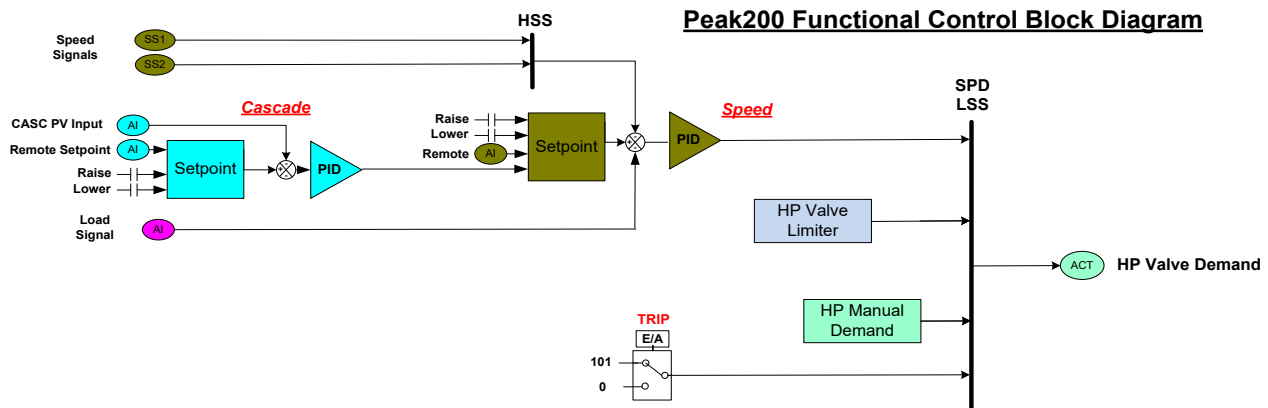 Peak200 Functional Control Block Diagram
HSS
Speed
Signals
SS1
SS2
SPD
LSS
Cascade
Speed
CASC PV Input
AI
Remote Setpoint
AI
Raise
Lower
Setpoint
+
-
PID
Raise
Lower
Remote
AI
Setpoint
+
-
-
PID
Load
Signal
AI
HP Valve
Limiter
ACT
HP Valve Demand
HP Manual
Demand
TRIP
E/A
101
0